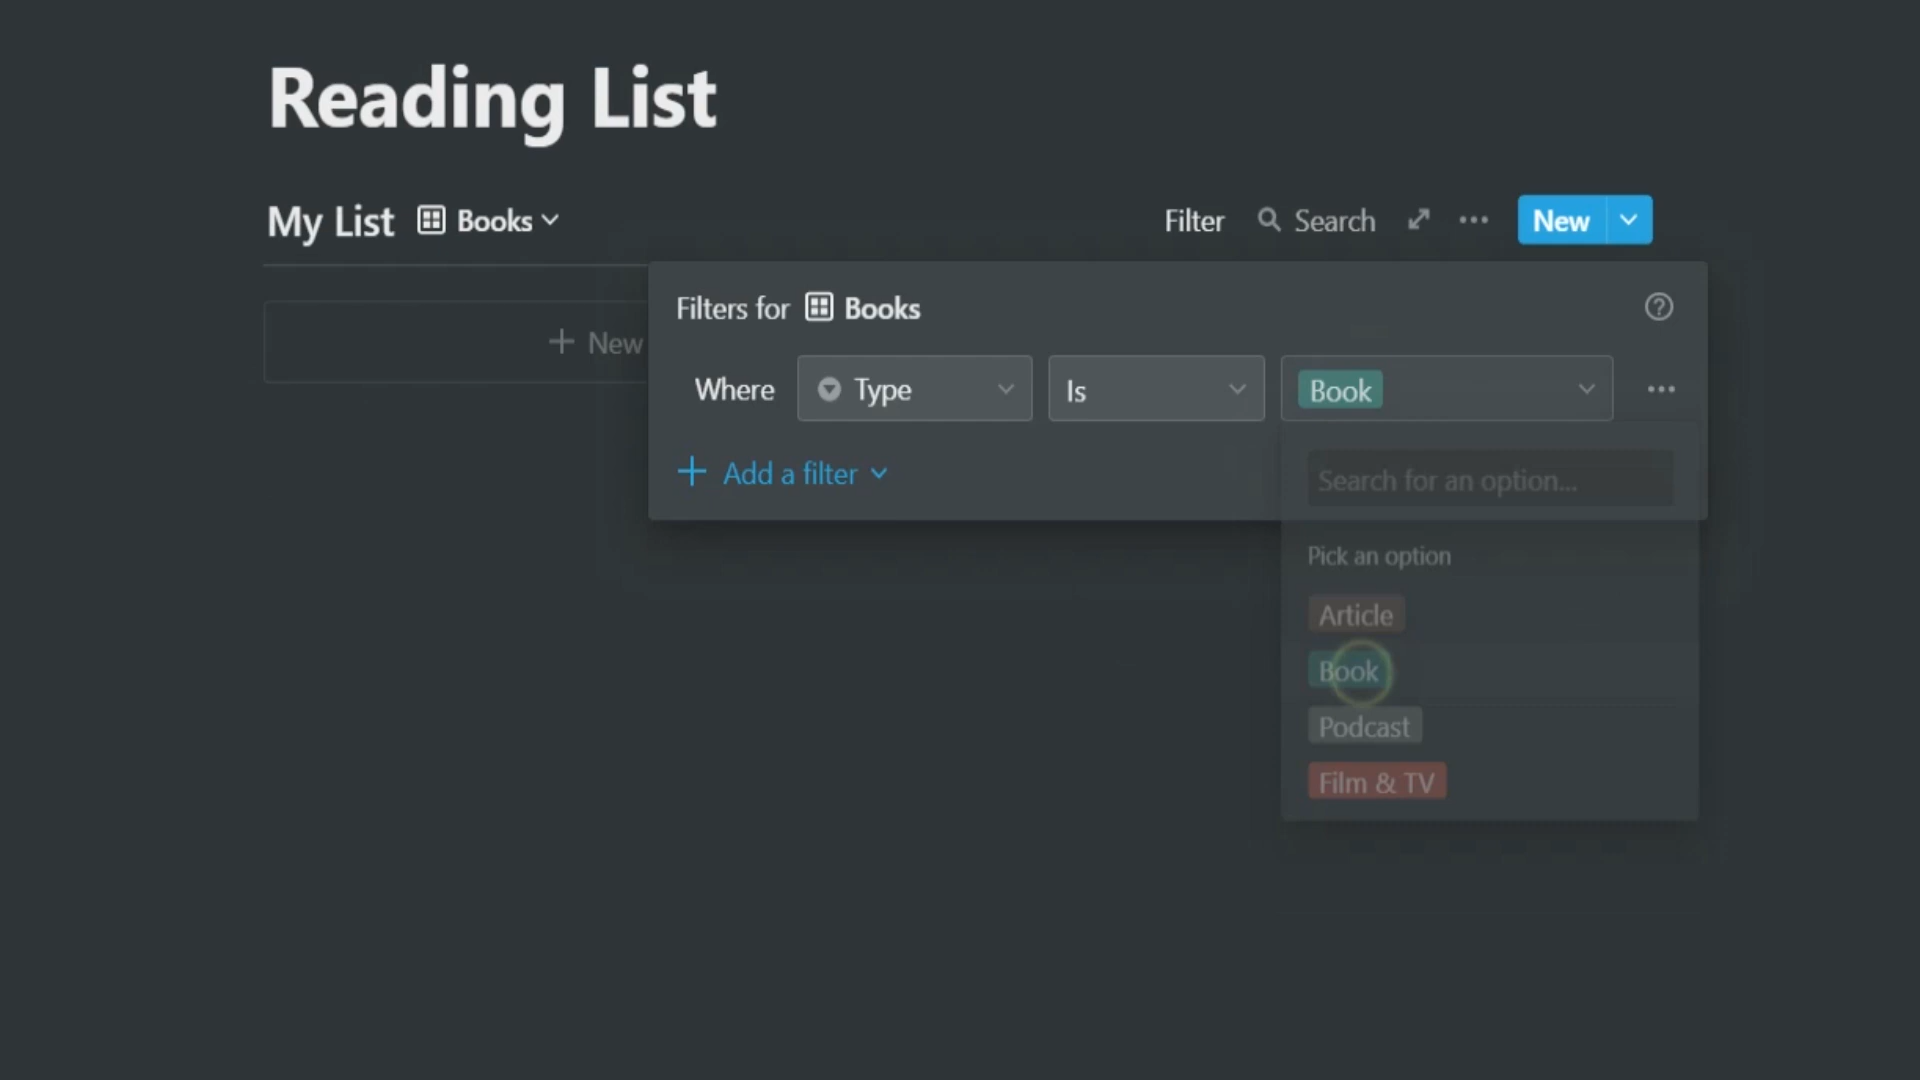 Reading List
My List Books
Filter Search New
Filters for Books
New
Where Type Is Book
Add a filter
Search for an option...
Pick an option
Article
Book
Podcast
Film & TV